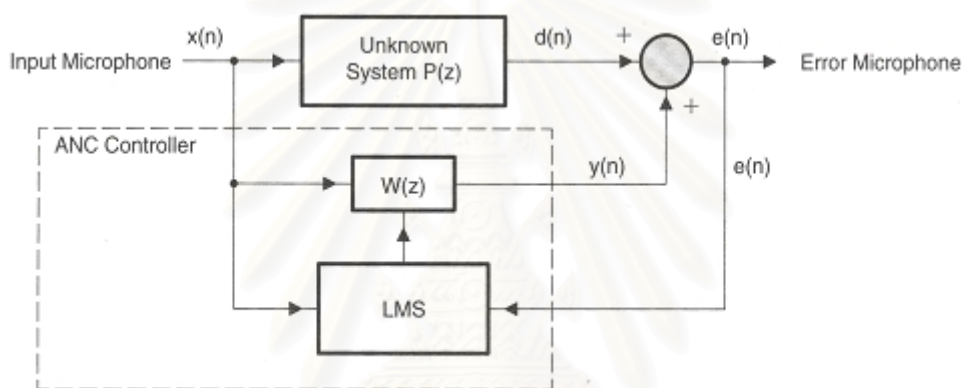 x(n)
Input Microphone
Unknown
System P(z)
d(n)
+
e(n)
Error Microphone
+
ANC Controller
W(z)
y(n)
e(n)
LMS